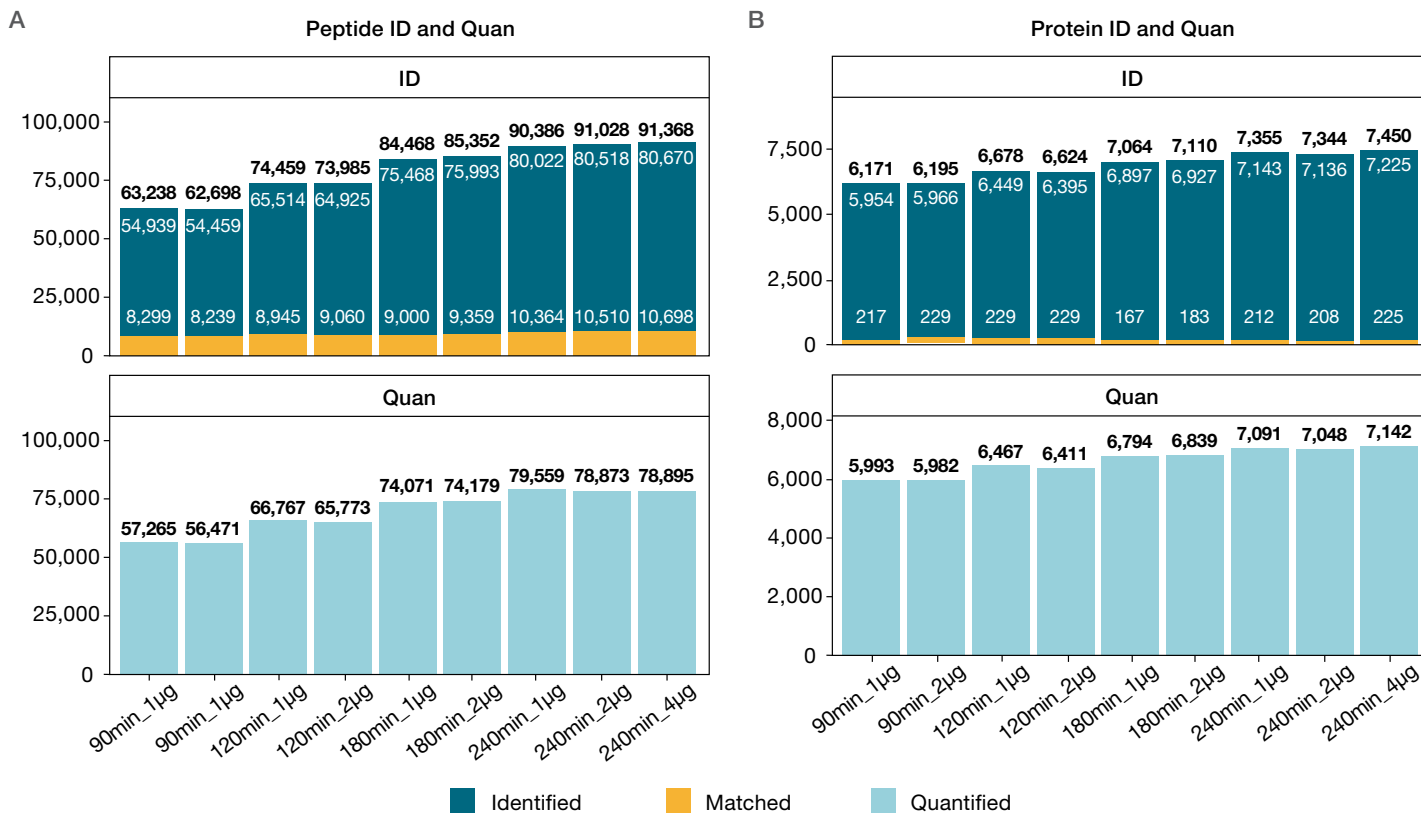 A
Peptide ID and Quan
ID
100,000
75,000
50,000
25,000
0
63,238 62,698 74,459 73,985 84,468 85,352 90,386 91,028 91,368
54,939 54,459 65,514 64,925 75,468 75,993 80,022 80,518 80,670
8,299 8,239 8,945 9,060 9,000 9,359 10,364 10,510 10,698
Quan
100,000
75,000
50,000
25,000
0
57,265 56,471 66,767 65,773 74,071 74,179 79,559 78,873 78,895
90min_1µg
90min_1µg
120min_1µg
120min_2µg
180min_1µg
180min_2µg
240min_1µg
240min_2µg
240min_4µg
B
Protein ID and Quan
ID
7,500
5,000
2,500
0
6,171 6,195 6,678 6,624 7,064 7,110 7,355 7,344 7,450
5,954 5,966 6,449 6,395 6,897 6,927 7,143 7,136 7,225
217 229 229 229 167 183 212 208 225
Quan
8,000
6,000
4,000
2,000
0
5,993 5,982 6,467 6,411 6,794 6,839 7,091 7,048 7,142
90min_1µg
90min_2µg
120min_1µg
120min_2µg
180min_1µg
180min_2µg
240min_1µg
240min_2µg
240min_4µg
Identified Matched Quantified